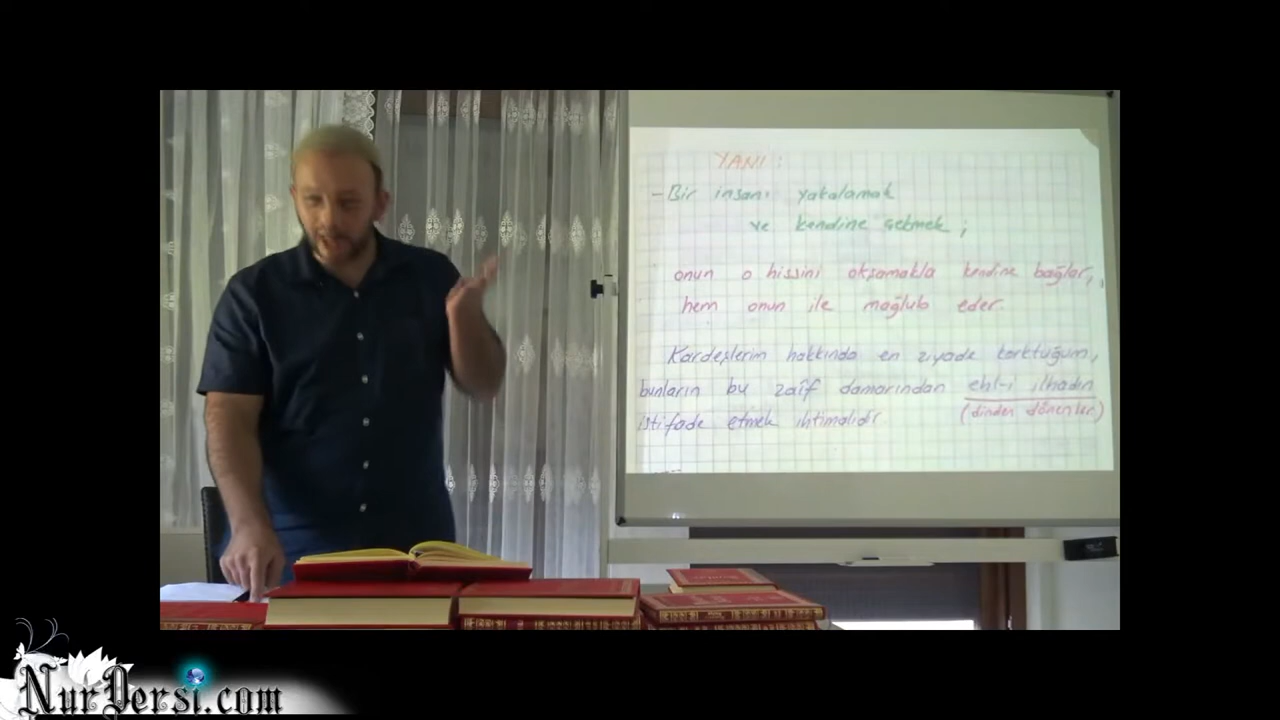 YANI :
- Bir insanı yakalamak
ve kendine çekmek ;
onun o hissini okşamakla kendine bağlar,
hem onun ile mağlub eder.
Kardeşlerim hakkında en ziyade korktuğum,
bunların bu zaîf damarından ehl-i ilhadın
(dinden dönenler)
istifade etmek ihtimalidir.
NurDersi.com